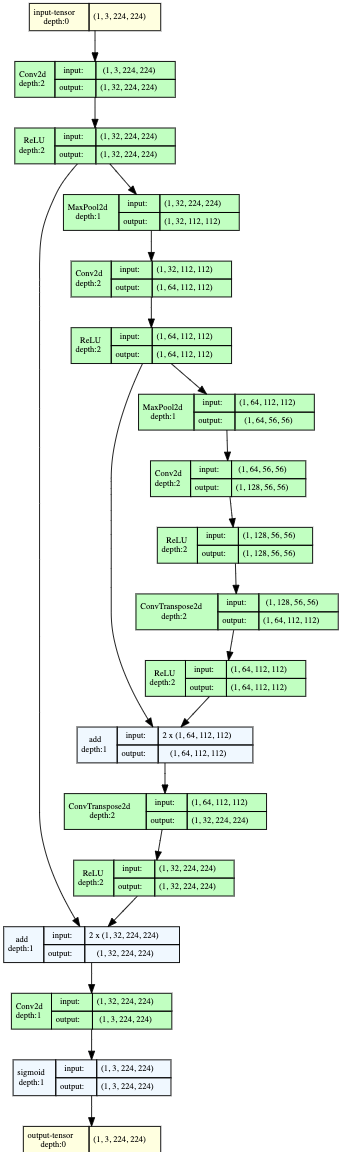 input-tensor
depth:0
(1, 3, 224, 224)
Conv2d
depth:2
input:
(1, 3, 224, 224)
output:
(1, 32, 224, 224)
ReLU
depth:2
input:
(1, 32, 224, 224)
output:
(1, 32, 224, 224)
MaxPool2d
depth:1
input:
(1, 32, 224, 224)
output:
(1, 32, 112, 112)
Conv2d
depth:2
input:
(1, 32, 112, 112)
output:
(1, 64, 112, 112)
ReLU
depth:2
input:
(1, 64, 112, 112)
output:
(1, 64, 112, 112)
MaxPool2d
depth:1
input:
(1, 64, 112, 112)
output:
(1, 64, 56, 56)
Conv2d
depth:2
input:
(1, 64, 56, 56)
output:
(1, 128, 56, 56)
ReLU
depth:2
input:
(1, 128, 56, 56)
output:
(1, 128, 56, 56)
ConvTranspose2d
depth:2
input:
(1, 128, 56, 56)
output:
(1, 64, 112, 112)
ReLU
depth:2
input:
(1, 64, 112, 112)
output:
(1, 64, 112, 112)
add
depth:1
input:
2 x (1, 64, 112, 112)
output:
(1, 64, 112, 112)
ConvTranspose2d
depth:2
input:
(1, 64, 112, 112)
output:
(1, 32, 224, 224)
ReLU
depth:2
input:
(1, 32, 224, 224)
output:
(1, 32, 224, 224)
add
depth:1
input:
2 x (1, 32, 224, 224)
output:
(1, 32, 224, 224)
Conv2d
depth:1
input:
(1, 32, 224, 224)
output:
(1, 3, 224, 224)
sigmoid
depth:1
input:
(1, 3, 224, 224)
output:
(1, 3, 224, 224)
output-tensor
depth:0
(1, 3, 224, 224)